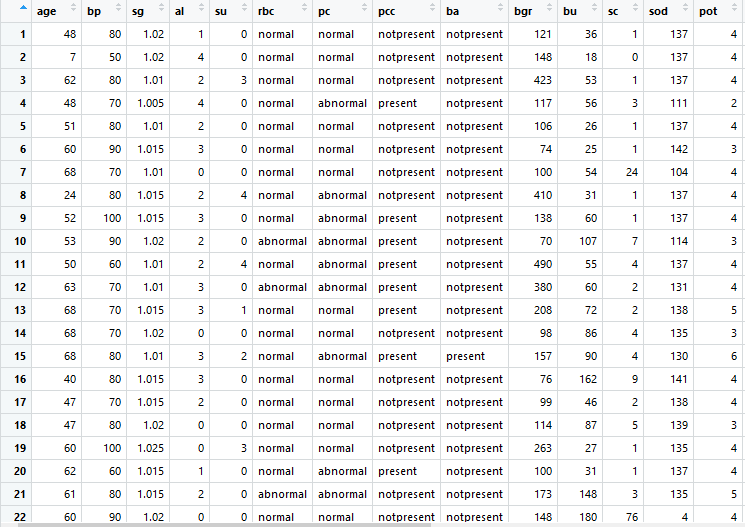 age bp sg al su rbc pc pcc ba bgr bu sc sod pot
1 48 80 1.02 1 0 normal normal notpresent notpresent 121 36 1 137 4
2 7 50 1.02 4 0 normal normal notpresent notpresent 148 18 0 137 4
3 62 80 1.01 2 3 normal normal notpresent notpresent 423 53 1 137 4
4 48 70 1.005 4 0 normal abnormal present notpresent 117 56 3 111 2
5 51 80 1.01 2 0 normal normal notpresent notpresent 106 26 1 137 4
6 60 90 1.015 3 0 normal normal notpresent notpresent 74 25 1 142 3
7 68 70 1.01 0 0 normal normal notpresent notpresent 100 54 24 104 4
8 24 80 1.015 2 4 normal abnormal notpresent notpresent 410 31 1 137 4
9 52 100 1.015 3 0 normal abnormal present notpresent 138 60 1 137 4
10 53 90 1.02 2 0 abnormal abnormal present notpresent 70 107 7 114 3
11 50 60 1.01 2 4 normal abnormal present notpresent 490 55 4 137 4
12 63 70 1.01 3 0 abnormal abnormal present notpresent 380 60 2 131 4
13 68 70 1.015 3 1 normal normal present notpresent 208 72 2 138 5
14 68 70 1.02 0 0 normal normal notpresent notpresent 98 86 4 135 3
15 68 80 1.01 3 2 normal abnormal present present 157 90 4 130 6
16 40 80 1.015 3 0 normal normal notpresent notpresent 76 162 9 141 4
17 47 70 1.015 2 0 normal normal notpresent notpresent 99 46 2 138 4
18 47 80 1.02 0 0 normal normal notpresent notpresent 114 87 5 139 3
19 60 100 1.025 0 3 normal normal notpresent notpresent 263 27 1 135 4
20 62 60 1.015 1 0 normal abnormal present notpresent 100 31 1 137 4
21 61 80 1.015 2 0 abnormal abnormal notpresent notpresent 173 148 3 135 5
22 60 90 1.02 0 0 normal normal notpresent notpresent 148 180 76 4 4